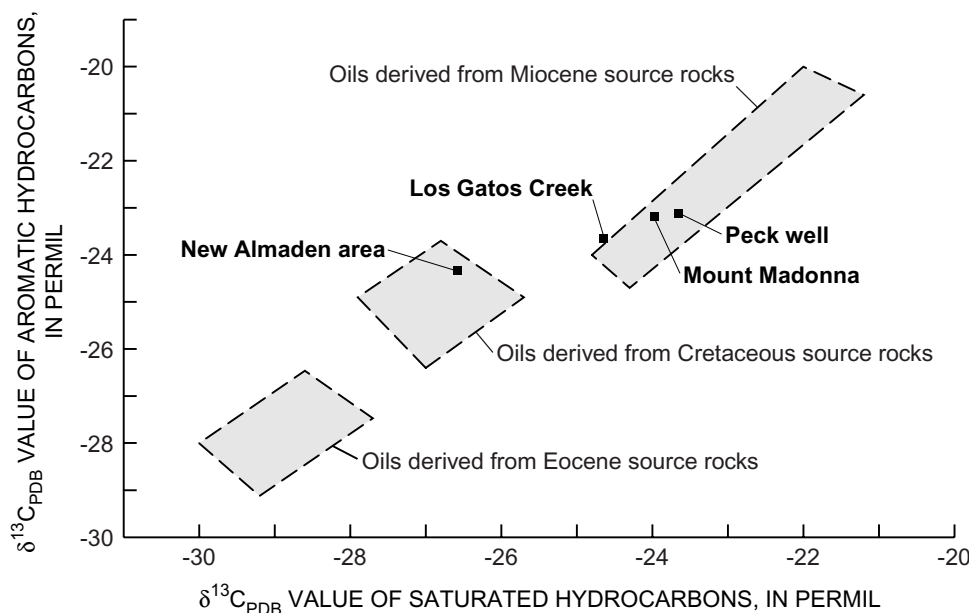 δ¹³C_PDB VALUE OF AROMATIC HYDROCARBONS,
IN PERMIL
-20
-22
-24
-26
-28
-30
Oils derived from Miocene source rocks
Los Gatos Creek
New Almaden area
Peck well
Mount Madonna
Oils derived from Cretaceous source rocks
Oils derived from Eocene source rocks
-30 -28 -26 -24 -22 -20
δ¹³C_PDB VALUE OF SATURATED HYDROCARBONS, IN PERMIL